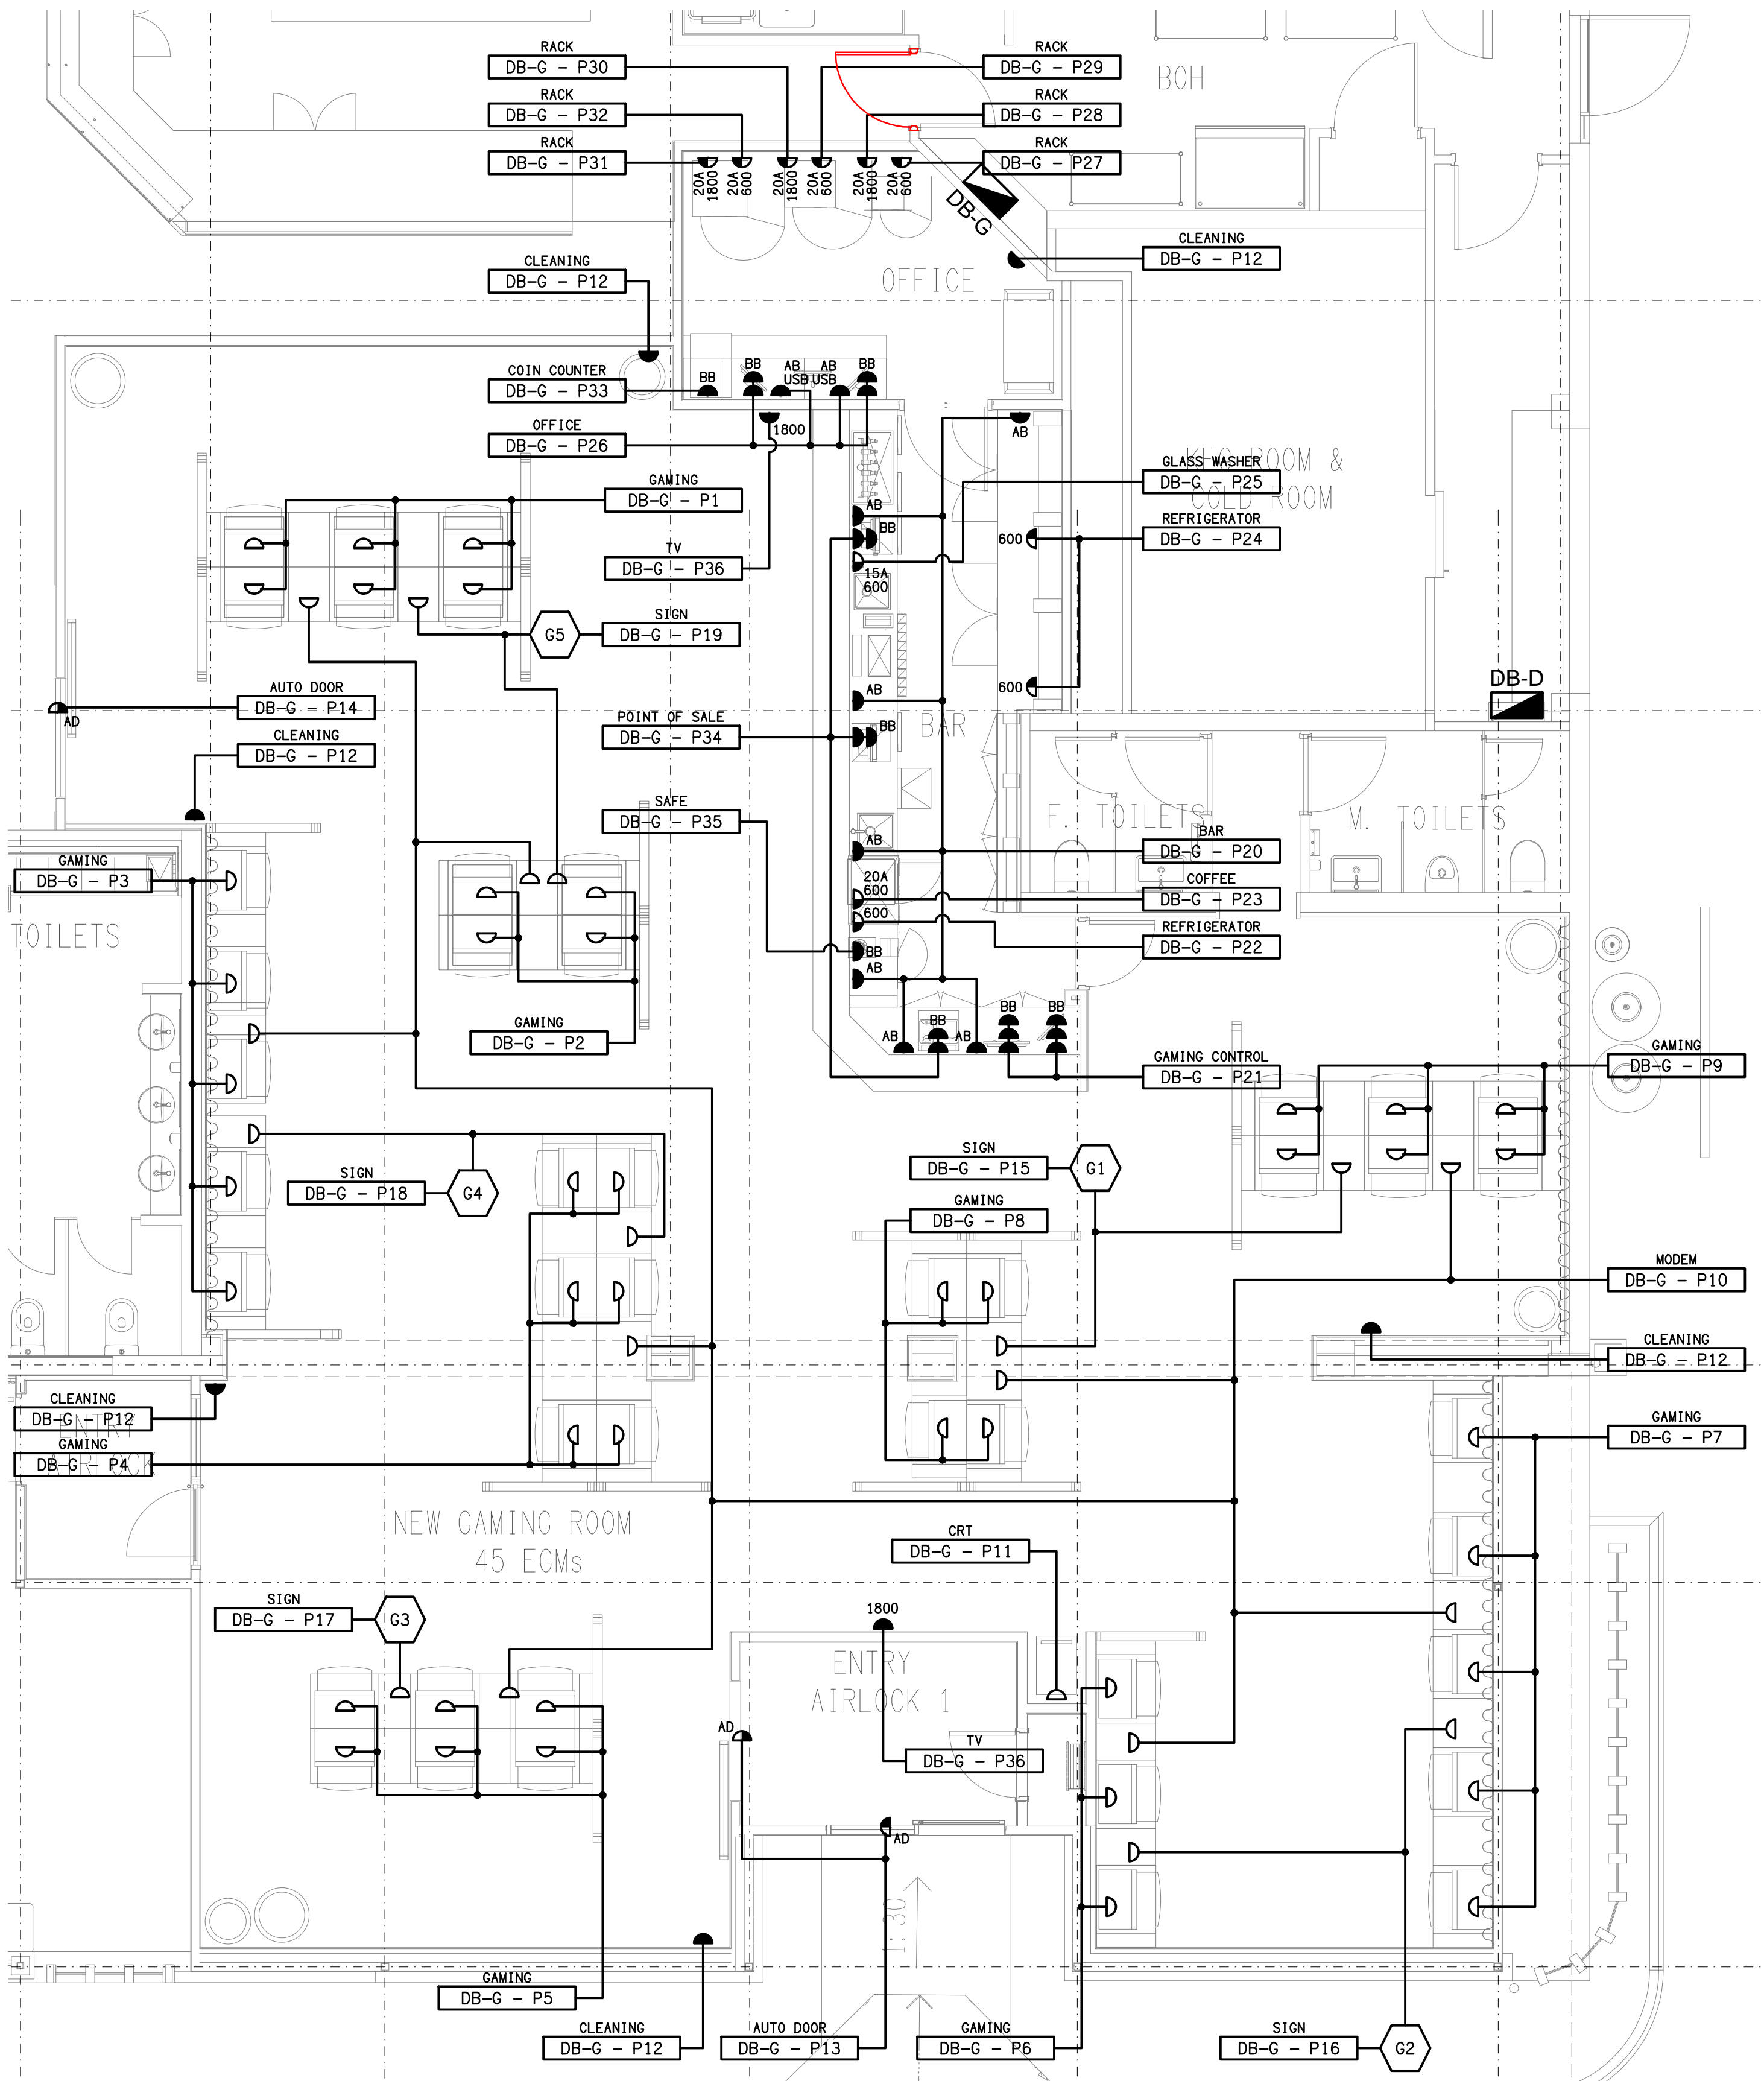 RACK
DB-G - P30
RACK
DB-G - P29
BOH
RACK
DB-G - P32
RACK
DB-G - P28
RACK
DB-G - P31
RACK
DB-G - P27
20A
1800
20A
600
20A
1800
20A
600
20A
1800
20A
600
DB-G
CLEANING
DB-G - P12
CLEANING
DB-G - P12
OFFICE
COIN COUNTER
DB-G - P33
BB
BB
AB
USB
AB
USB
BB
OFFICE
DB-G - P26
1800
AB
KEG ROOM &
COLD ROOM
GLASS WASHER
DB-G - P25
GAMING
DB-G - P1
AB
BB
REFRIGERATOR
DB-G - P24
600
TV
DB-G - P36
15A
600
SIGN
DB-G - P19
G5
600
DB-D
AUTO DOOR
DB-G - P14
AD
AB
POINT OF SALE
DB-G - P34
BB
BAR
CLEANING
DB-G - P12
SAFE
DB-G - P35
F. TOILETS
M. TOILETS
AB
BAR
DB-G - P20
GAMING
DB-G - P3
20A
600
COFFEE
DB-G - P23
600
REFRIGERATOR
DB-G - P22
TOILETS
BB
AB
GAMING
DB-G - P2
AB
BB
AB
BB
BB
GAMING CONTROL
DB-G - P21
GAMING
DB-G - P9
SIGN
DB-G - P15
G1
SIGN
DB-G - P18
G4
GAMING
DB-G - P8
MODEM
DB-G - P10
CLEANING
DB-G - P12
CLEANING
DB-G - P12
ENTRY
AIRLOCK
GAMING
DB-G - P4
GAMING
DB-G - P7
NEW GAMING ROOM
45 EGMs
CRT
DB-G - P11
SIGN
DB-G - P17
G3
1800
ENTRY
AIRLOCK 1
AD
TV
DB-G - P36
AD
1:30
GAMING
DB-G - P5
CLEANING
DB-G - P12
AUTO DOOR
DB-G - P13
GAMING
DB-G - P6
SIGN
DB-G - P16
G2